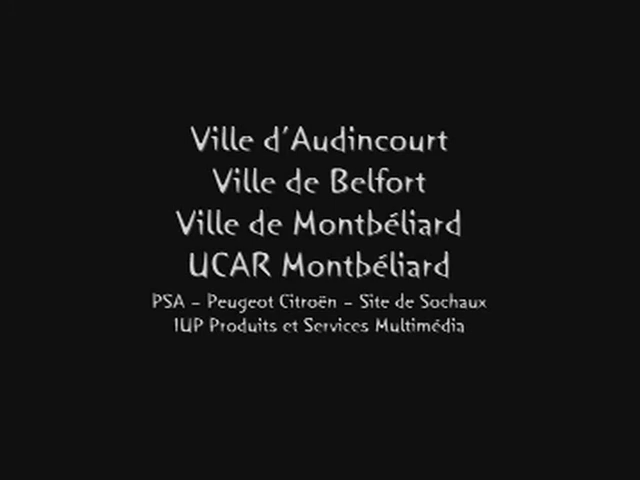 Ville d'Audincourt
Ville de Belfort
Ville de Montbéliard
UCAR Montbéliard
PSA - Peugeot Citroën - Site de Sochaux
IUP Produits et Services Multimédia